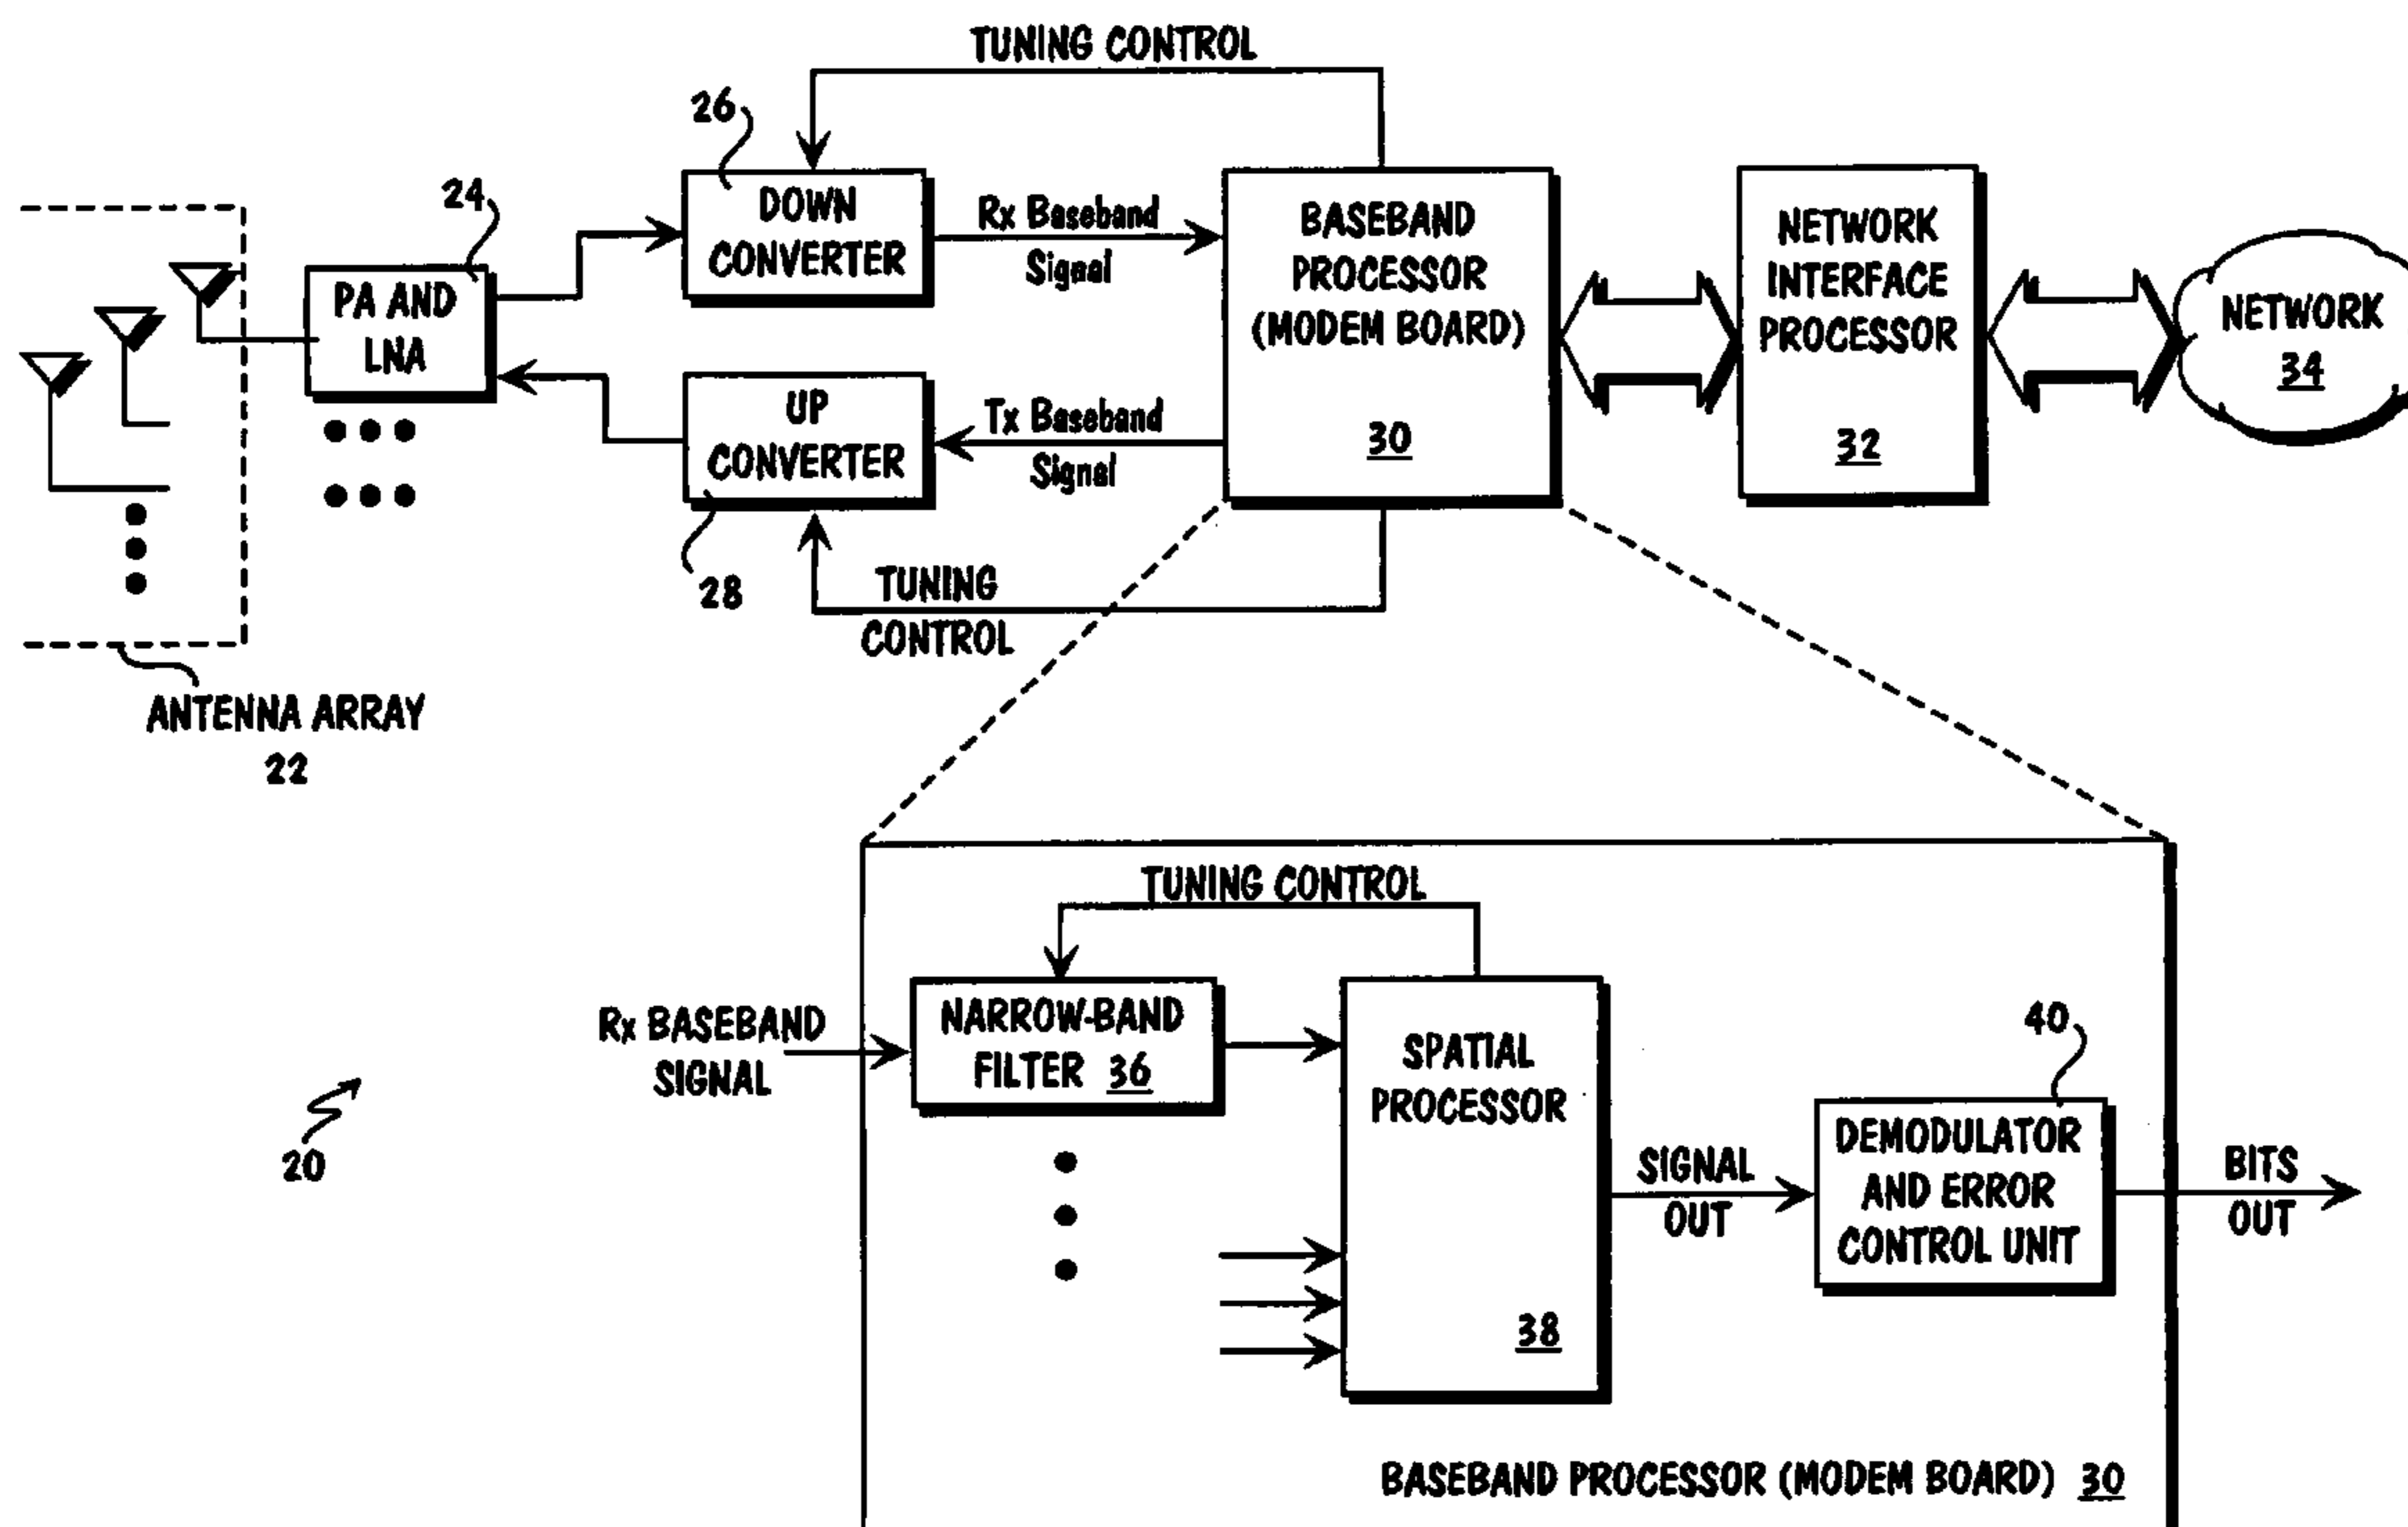 TUNING CONTROL
26
24
DOWN
CONVERTER
Rx Baseband
Signal
BASEBAND
PROCESSOR
(MODEM BOARD)
30
NETWORK
INTERFACE
PROCESSOR
32
NETWORK
34
PA AND
LNA
UP
CONVERTER
Tx Baseband
Signal
28
TUNING
CONTROL
ANTENNA ARRAY
22
TUNING CONTROL
Rx BASEBAND
SIGNAL
NARROW-BAND
FILTER 36
SPATIAL
PROCESSOR
38
40
SIGNAL
OUT
DEMODULATOR
AND ERROR
CONTROL UNIT
BITS
OUT
20
BASEBAND PROCESSOR (MODEM BOARD) 30